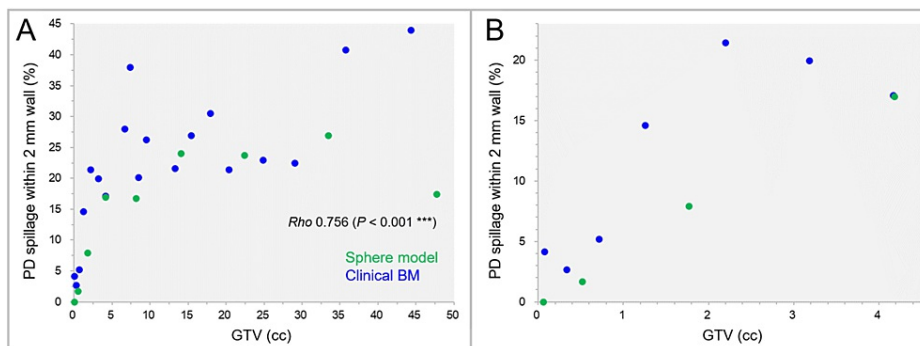 A
PD spillage within 2 mm wall (%)
45
40
35
30
25
20
15
10
5
0
Rho 0.756 (P < 0.001 ***)
Sphere model
Clinical BM
0 5 10 15 20 25 30 35 40 45 50
GTV (cc)
B
PD spillage within 2 mm wall (%)
20
15
10
5
0
0 1 2 3 4
GTV (cc)